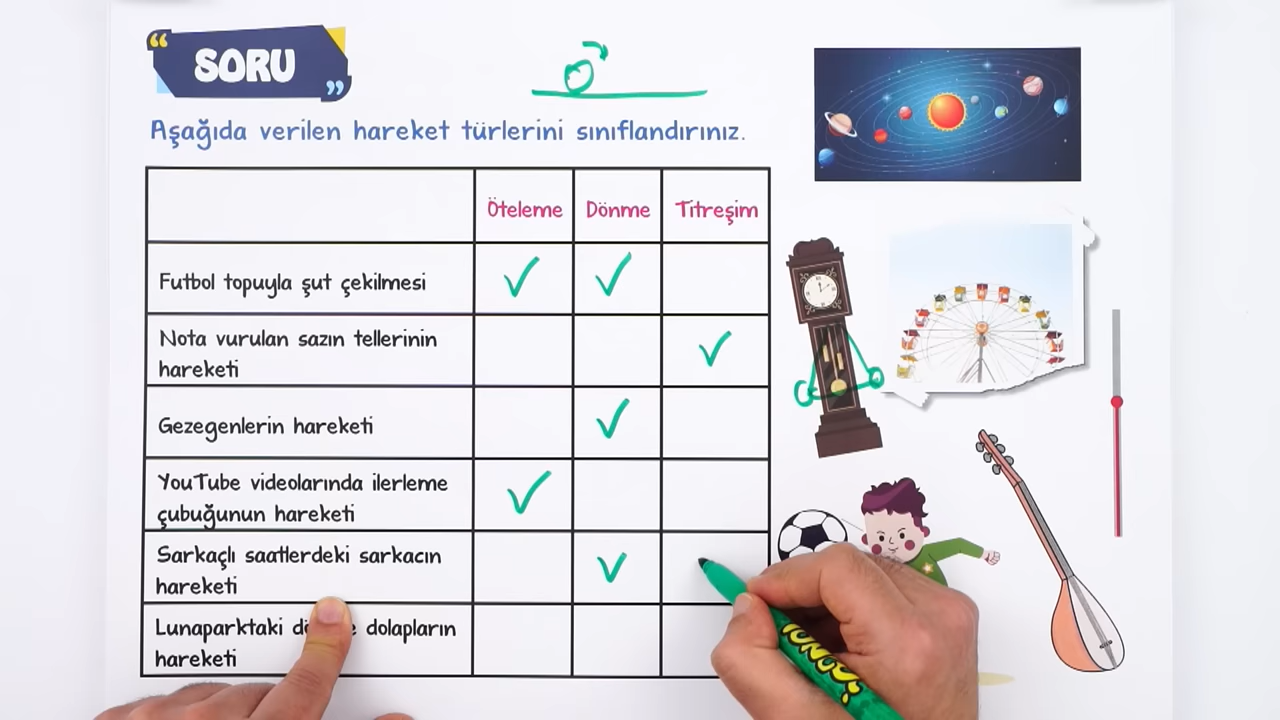 SORU
Aşağıda verilen hareket türlerini sınıflandırınız.
Öteleme Dönme Titreşim
Futbol topuyla şut çekilmesi
Nota vurulan sazın tellerinin
hareketi
Gezegenlerin hareketi
YouTube videolarında ilerleme
çubuğunun hareketi
Sarkaçlı saatlerdeki sarkacın
hareketi
Lunaparktaki dolapların
hareketi
TUNCEL